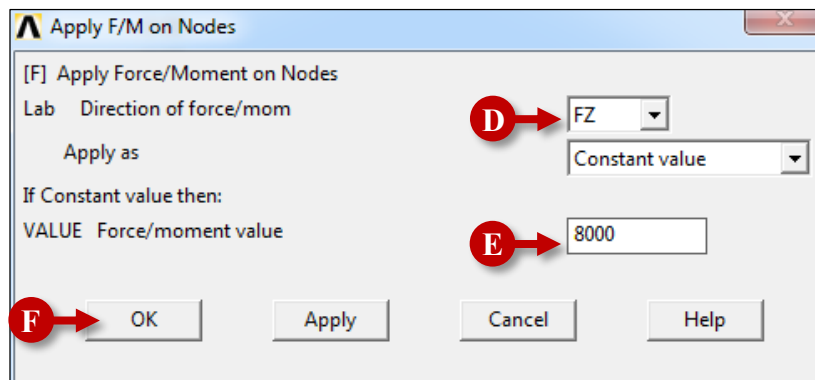 Apply F/M on Nodes
[F] Apply Force/Moment on Nodes
Lab Direction of force/mom D FZ
Apply as Constant value
If Constant value then:
VALUE Force/moment value E 8000
F OK Apply Cancel Help